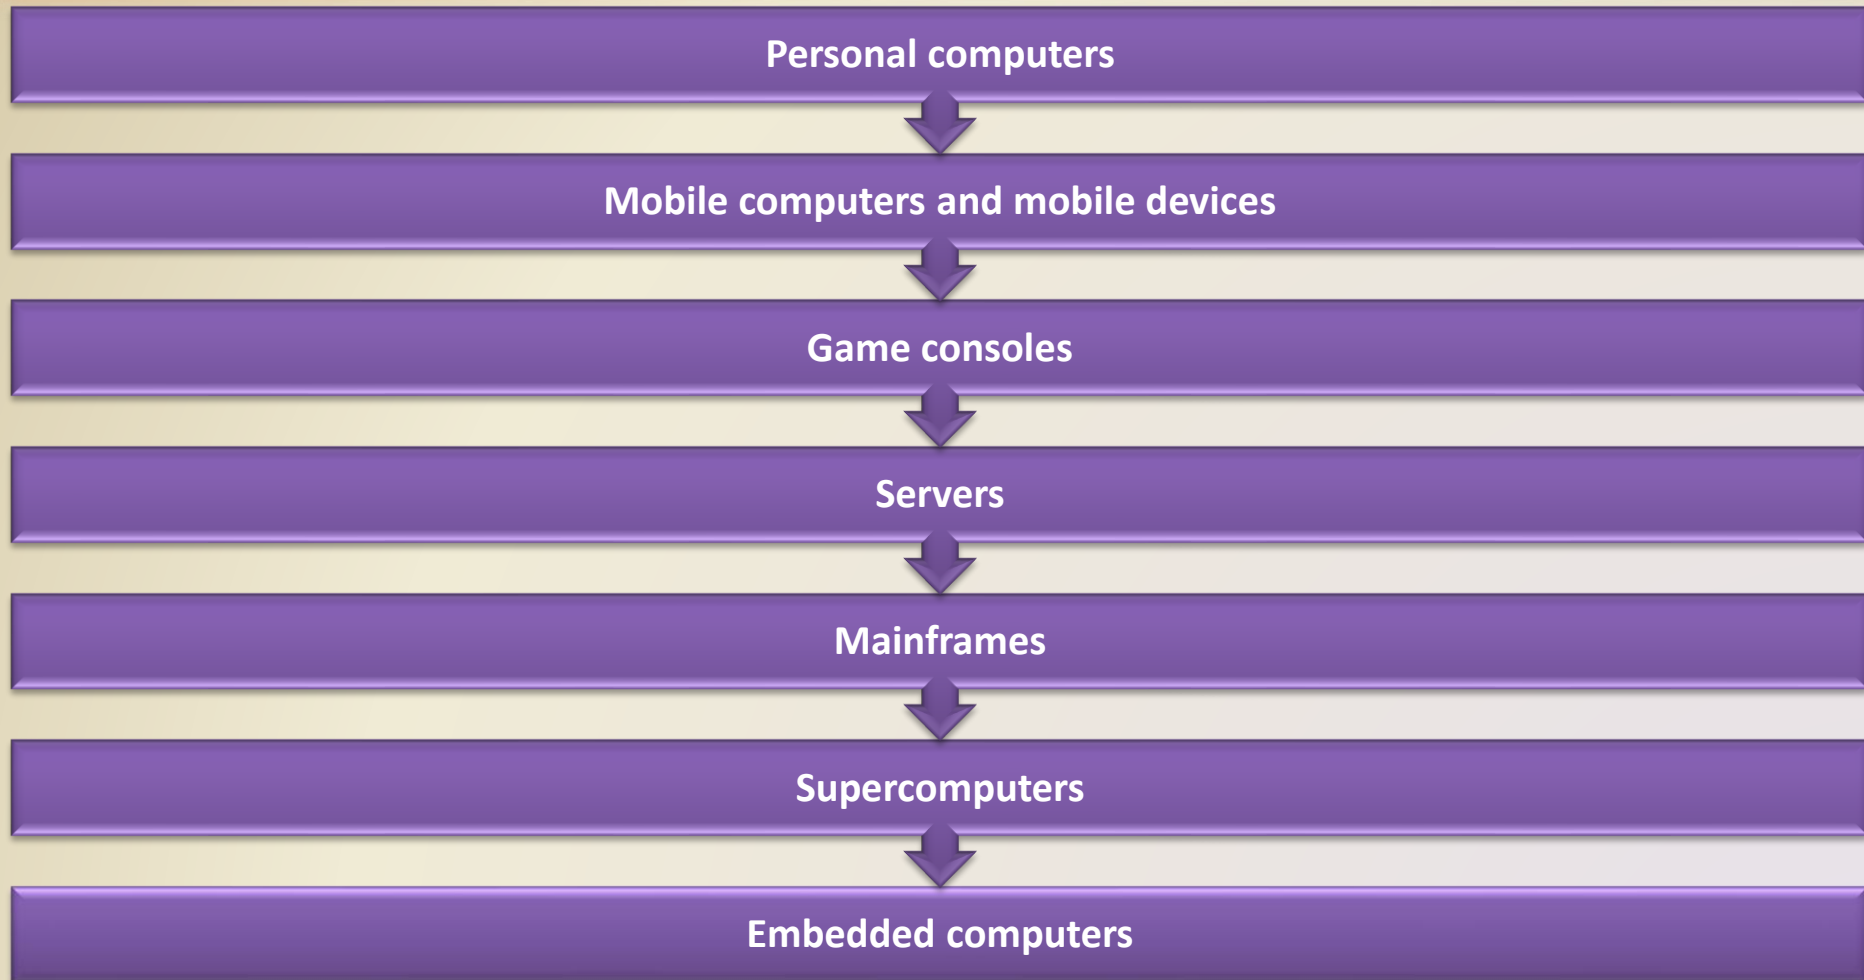 Personal computers
Mobile computers and mobile devices
Game consoles
Servers
Mainframes
Supercomputers
Embedded computers